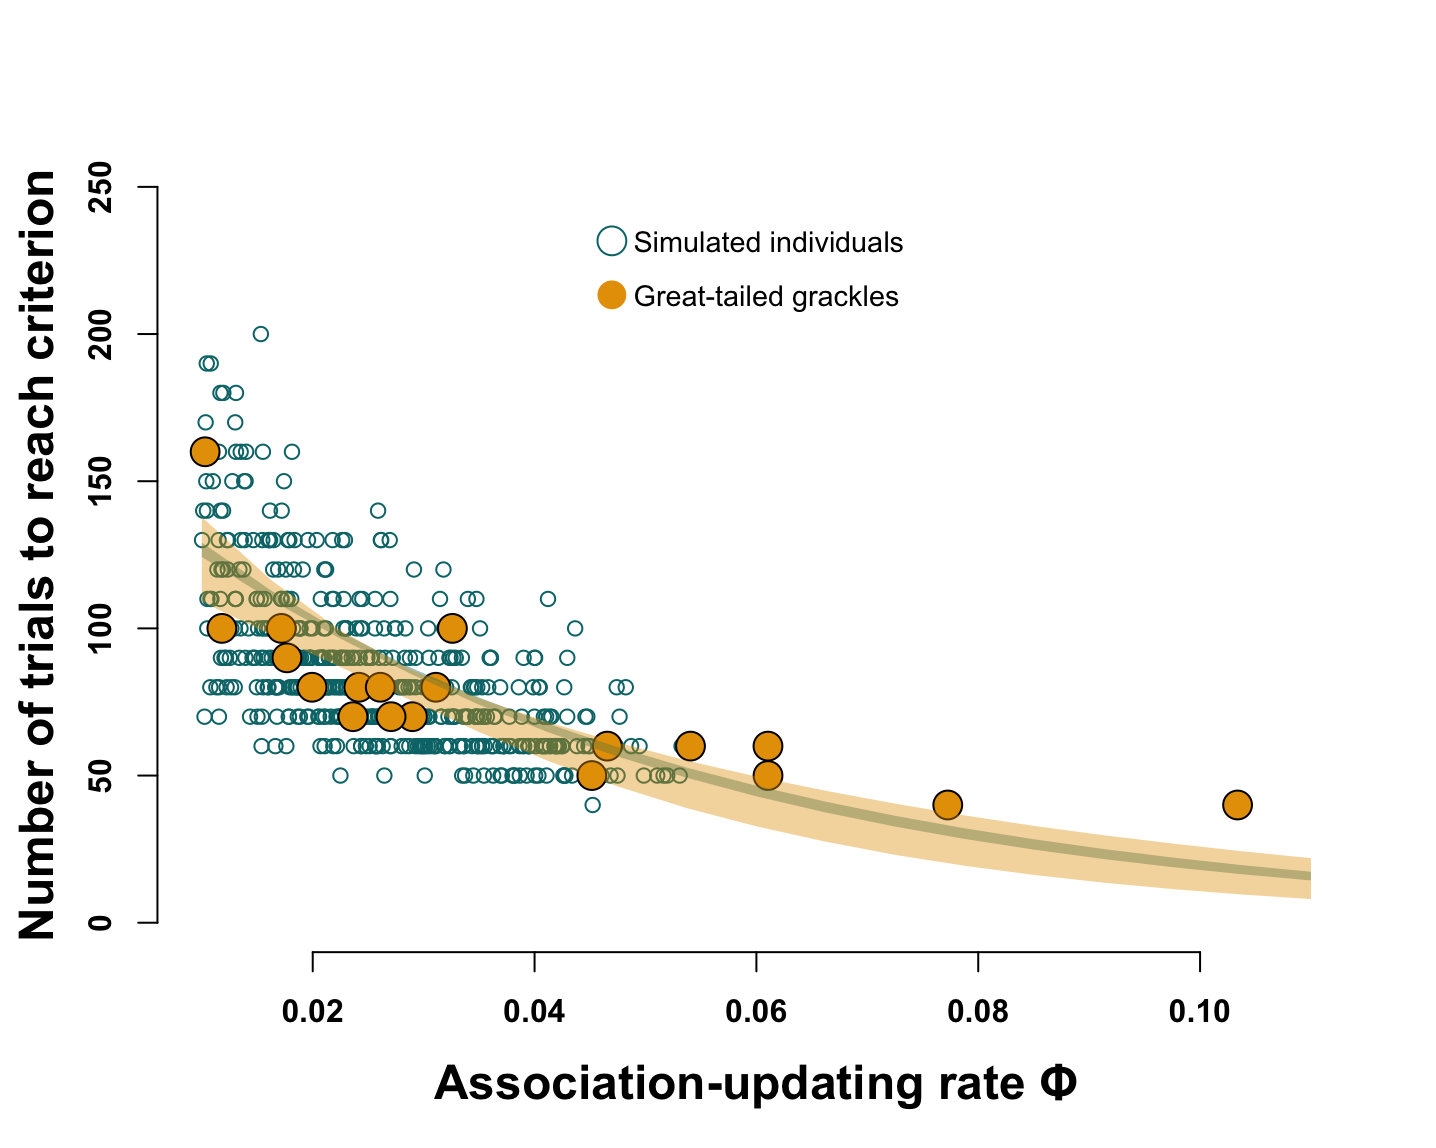 Number of trials to reach criterion
250
200
150
100
50
0
Simulated individuals
Great-tailed grackles
0.02 0.04 0.06 0.08 0.10
Association-updating rate Φ